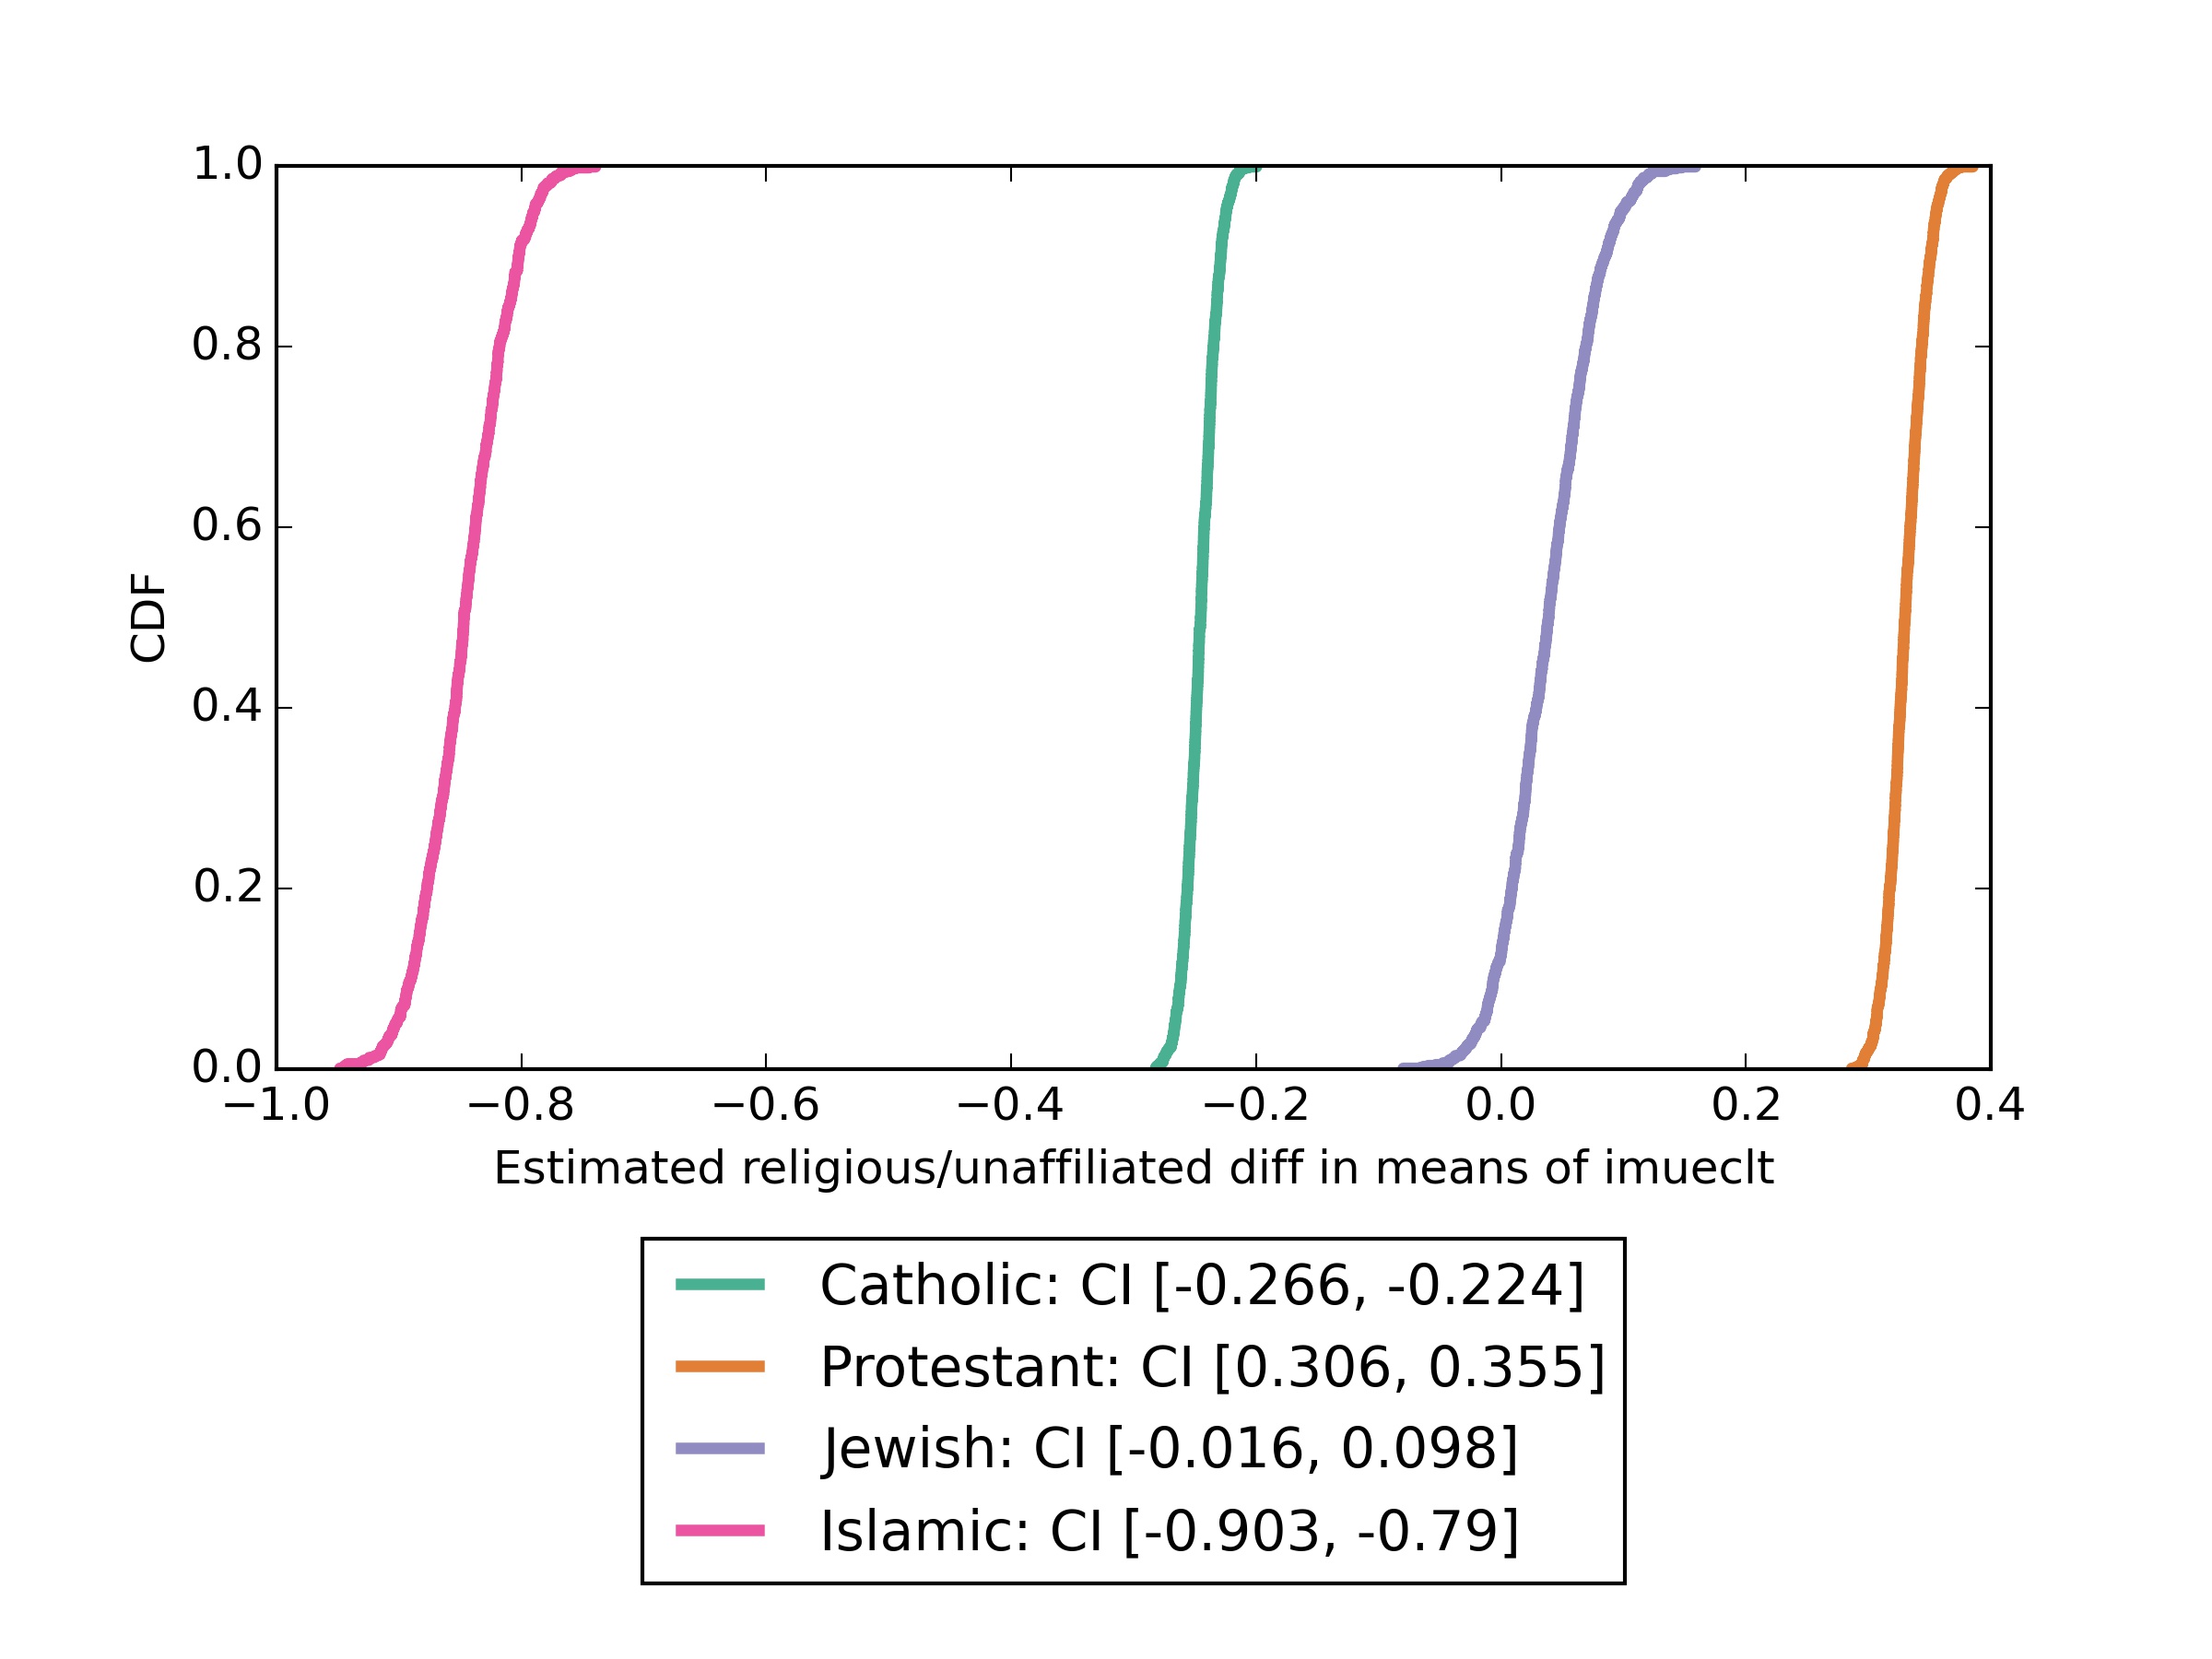 1.0
0.8
0.6
0.4
0.2
0.0
CDF
−1.0 −0.8 −0.6 −0.4 −0.2 0.0 0.2 0.4
Estimated religious/unaffiliated diff in means of imueclt
Catholic: CI [-0.266, -0.224]
Protestant: CI [0.306, 0.355]
Jewish: CI [-0.016, 0.098]
Islamic: CI [-0.903, -0.79]